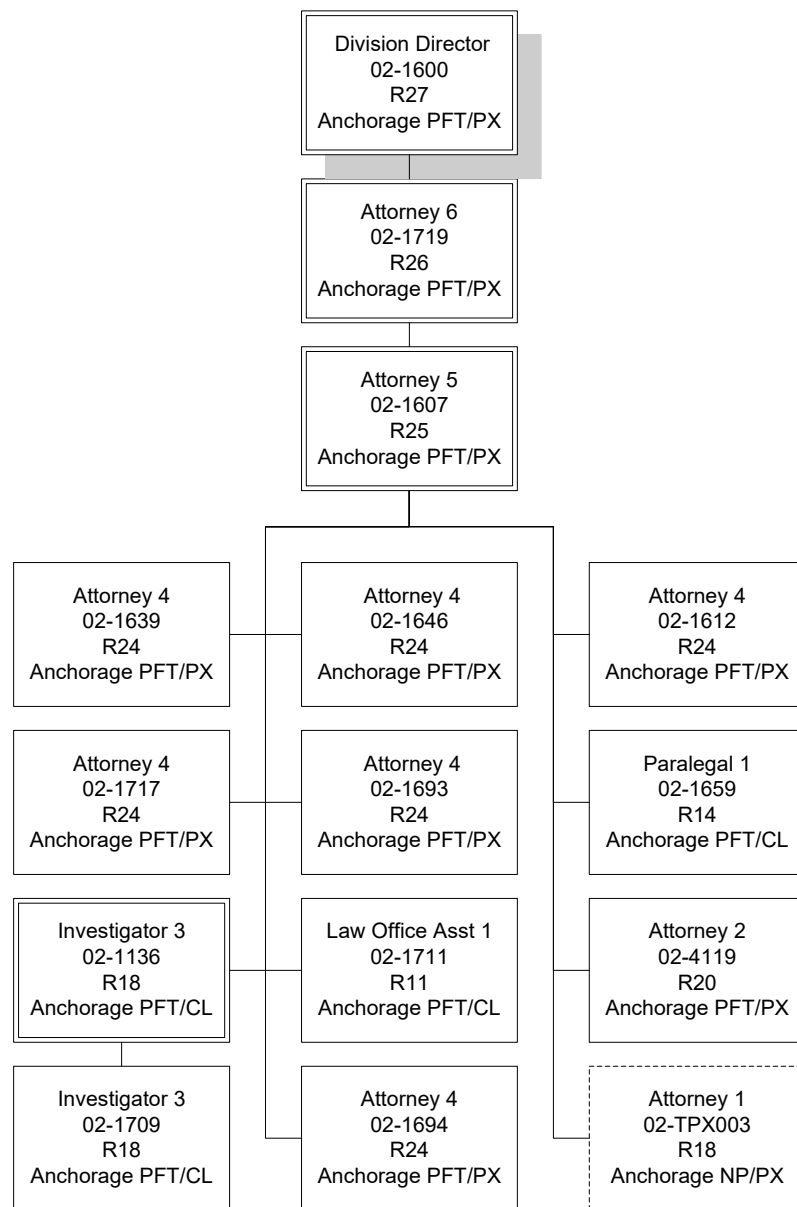 Division Director
02-1600
R27
Anchorage PFT/PX
Attorney 6
02-1719
R26
Anchorage PFT/PX
Attorney 5
02-1607
R25
Anchorage PFT/PX
Attorney 4
02-1639
R24
Anchorage PFT/PX
Attorney 4
02-1646
R24
Anchorage PFT/PX
Attorney 4
02-1612
R24
Anchorage PFT/PX
Attorney 4
02-1717
R24
Anchorage PFT/PX
Attorney 4
02-1693
R24
Anchorage PFT/PX
Paralegal 1
02-1659
R14
Anchorage PFT/CL
Investigator 3
02-1136
R18
Anchorage PFT/CL
Law Office Asst 1
02-1711
R11
Anchorage PFT/CL
Attorney 2
02-4119
R20
Anchorage PFT/PX
Investigator 3
02-1709
R18
Anchorage PFT/CL
Attorney 4
02-1694
R24
Anchorage PFT/PX
Attorney 1
02-TPX003
R18
Anchorage NP/PX